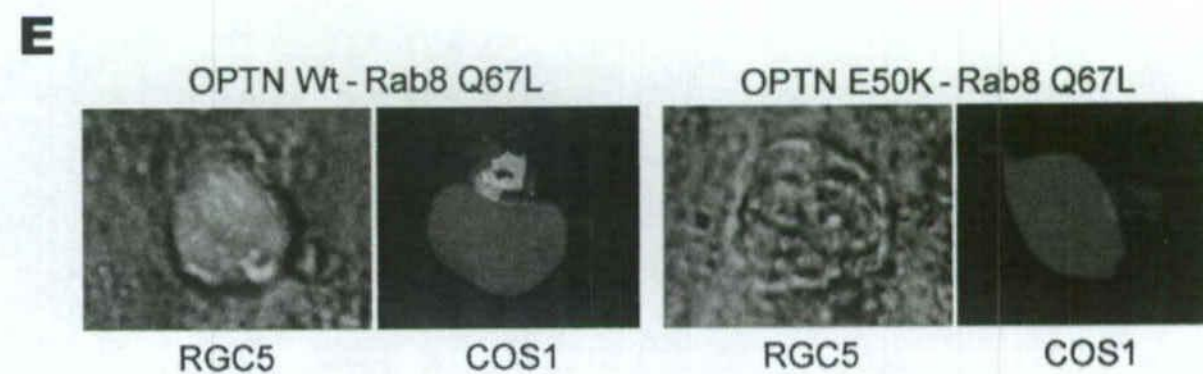 E
OPTN Wt - Rab8 Q67L OPTN E50K - Rab8 Q67L
RGC5 COS1 RGC5 COS1